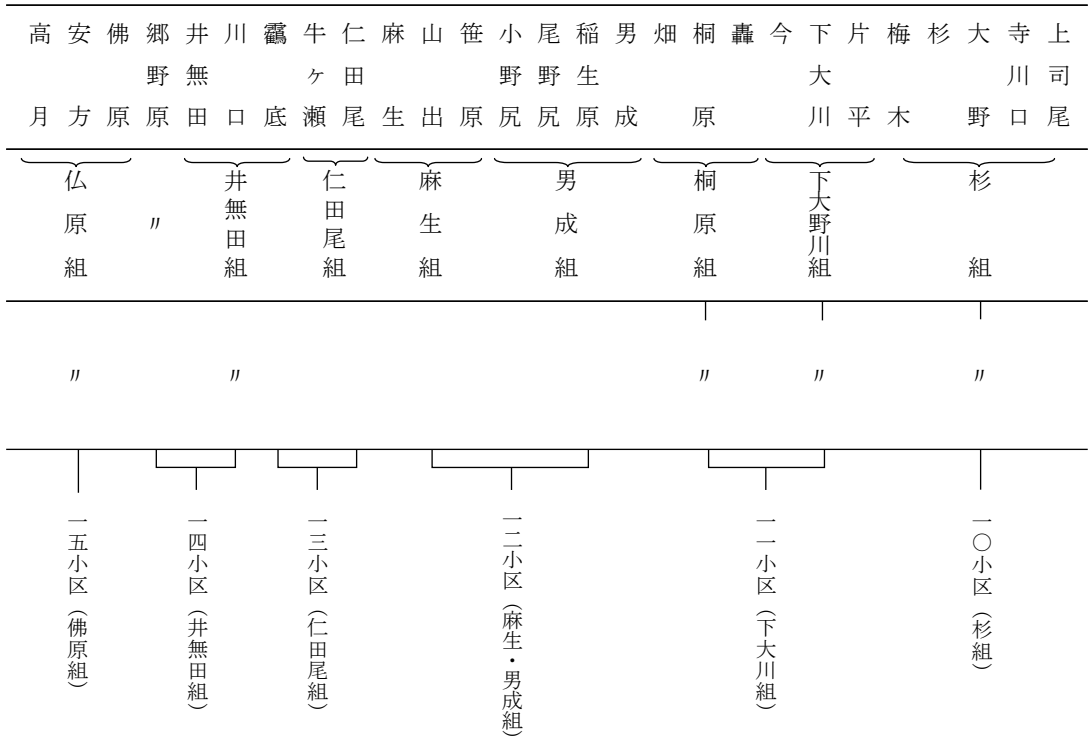 上司尾
寺川口
大野
杉
梅木
片平
下大川
今
轟
桐原
畑
男成
稲生原
尾野尻
小野尻
笹原
山出
麻生
仁田尾
牛ヶ瀬
靏底
川口
井無田
郷野原
佛原
安方
高月
杉組
下大野川組
桐原組
男成組
麻生組
仁田尾組
井無田組
〃
仏原組
〃
〃
〃
〃
〃
一〇小区（杉組）
一一小区（下大川組）
一二小区（麻生・男成組）
一三小区（仁田尾組）
一四小区（井無田組）
一五小区（佛原組）